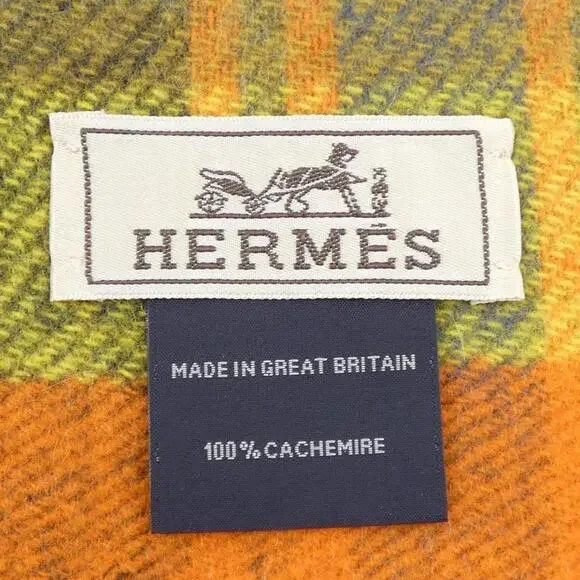 HERMÈS
MADE IN GREAT BRITAIN
100% CACHEMIRE